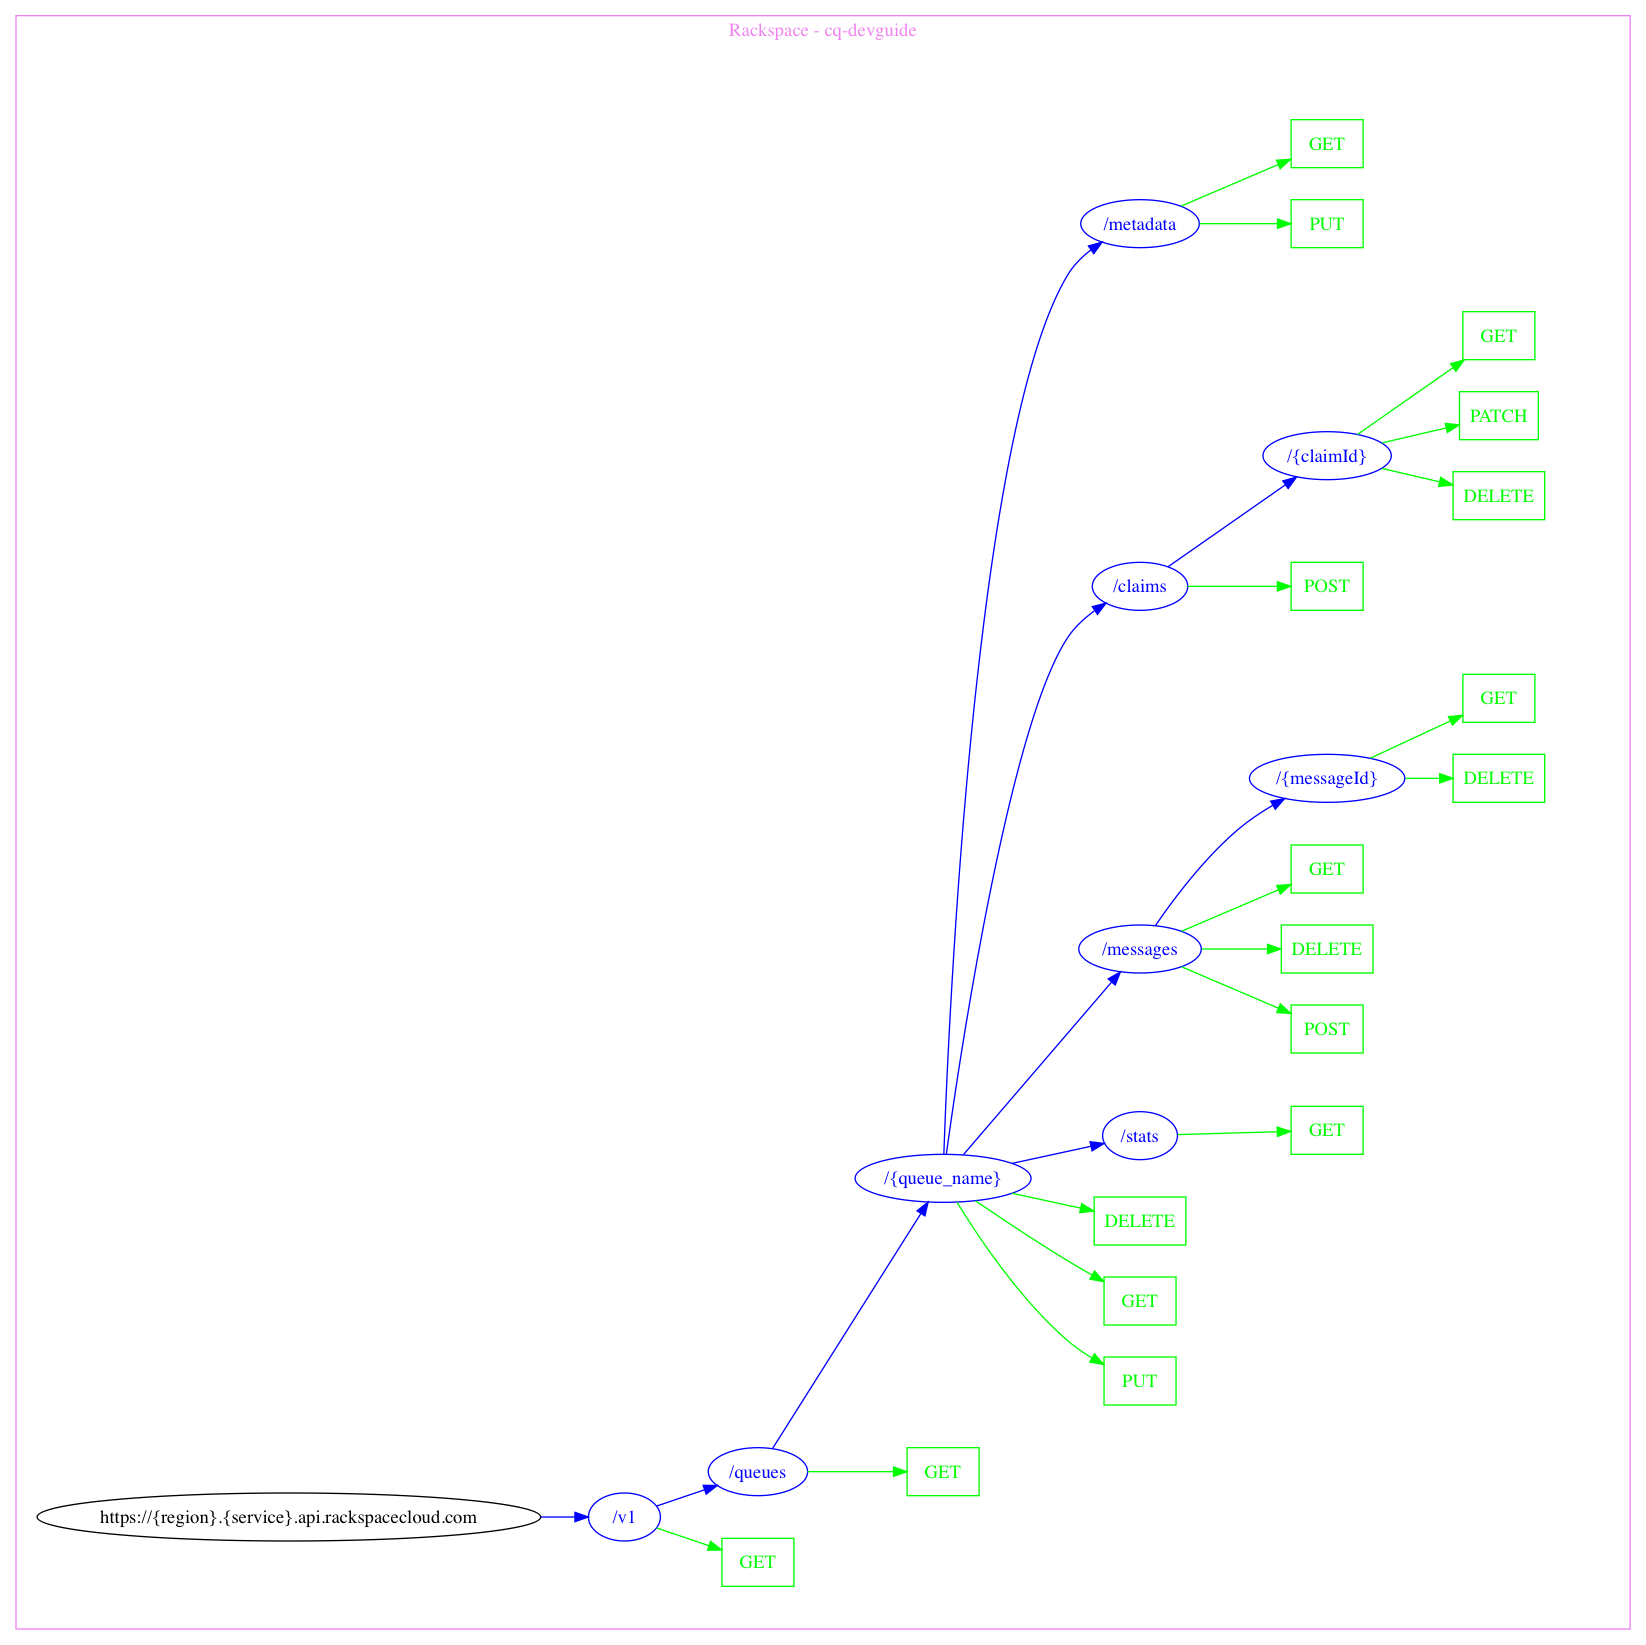 Rackspace - cq-devguide
GET
/metadata
PUT
GET
PATCH
/{claimId}
DELETE
/claims
POST
GET
/{messageId}
DELETE
GET
/messages
DELETE
POST
/stats
GET
/{queue_name}
DELETE
GET
PUT
/queues
GET
https://{region}.{service}.api.rackspacecloud.com
/v1
GET